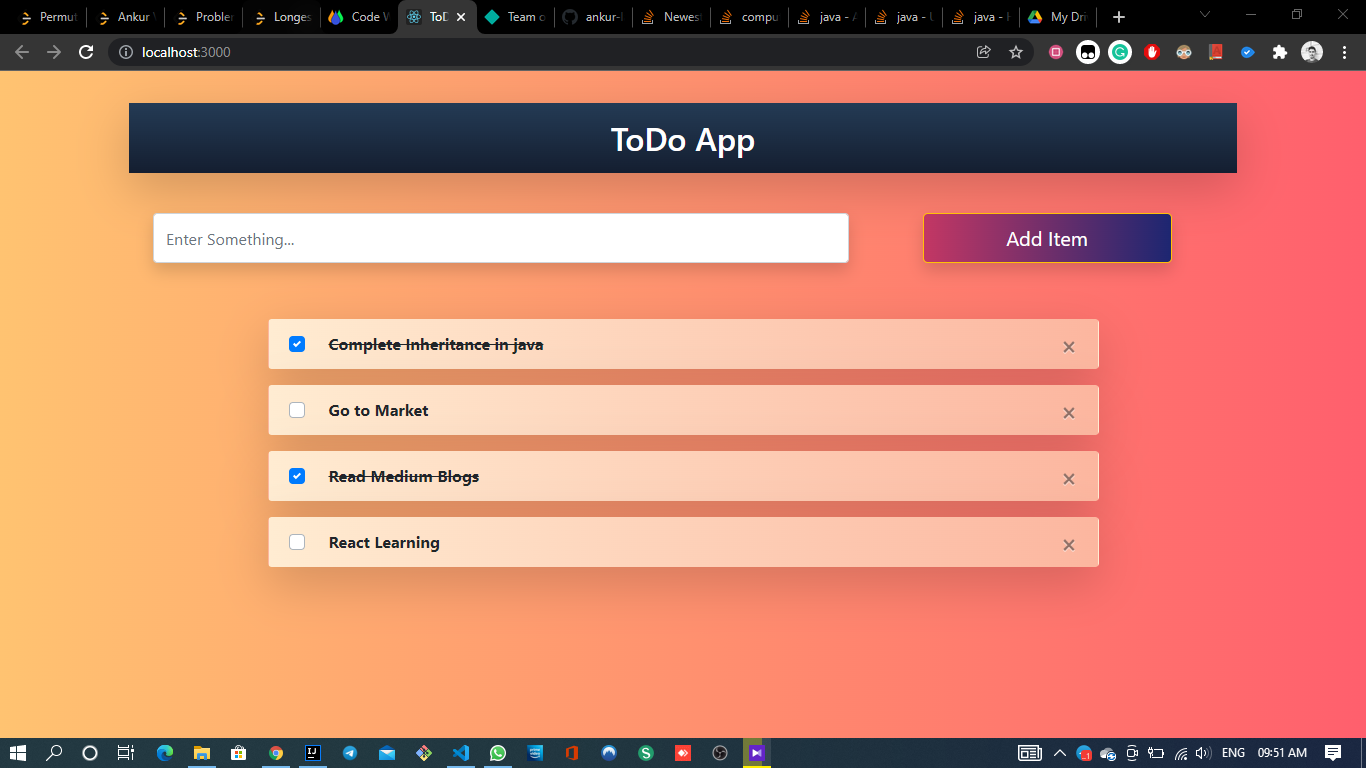 Permut
Ankur
Problem
Longes
Code W
ToD
Team o
ankur-
Newest
compu
java - A
java - U
java - H
My Dri
localhost:3000
ToDo App
Enter Something...
Add Item
Complete Inheritance in java
Go to Market
Read Medium Blogs
React Learning
ENG
09:51 AM